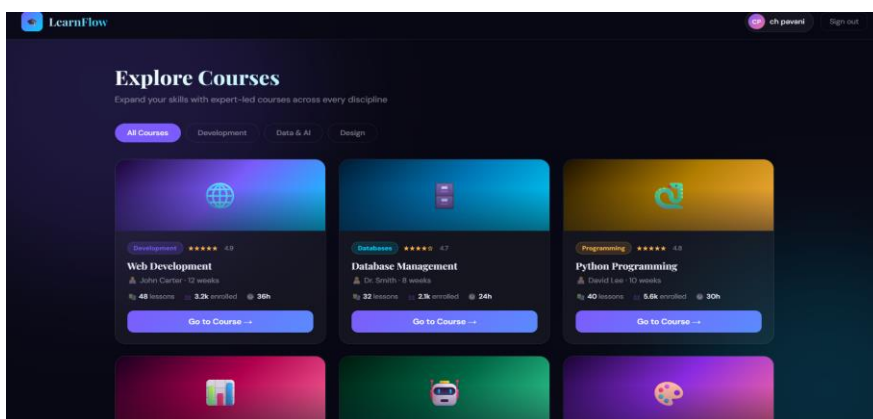 LearnFlow
CP ch pavani Sign out
Explore Courses
Expand your skills with expert-led courses across every discipline
All Courses Development Data & AI Design
Development ★★★★★ 4.9
Web Development
John Carter · 12 weeks
48 lessons 3.2k enrolled 36h
Go to Course →
Databases ★★★★☆ 4.7
Database Management
Dr. Smith · 8 weeks
32 lessons 2.1k enrolled 24h
Go to Course →
Programming ★★★★★ 4.8
Python Programming
David Lee · 10 weeks
40 lessons 5.6k enrolled 30h
Go to Course →